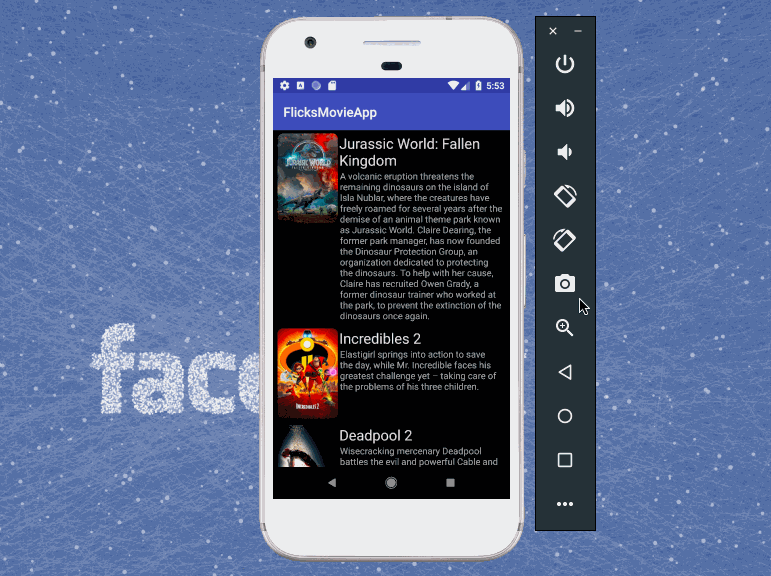 5:53
FlicksMovieApp
JURASSIC WORLD
Jurassic World: Fallen
Kingdom
A volcanic eruption threatens the
remaining dinosaurs on the island of
Isla Nublar, where the creatures have
freely roamed for several years after the
demise of an animal theme park known
as Jurassic World. Claire Dearing, the
former park manager, has now founded
the Dinosaur Protection Group, an
organization dedicated to protecting
the dinosaurs. To help with her cause,
Claire has recruited Owen Grady, a
former dinosaur trainer who worked at
the park, to prevent the extinction of the
dinosaurs once again.
face
Incredibles 2
Elastigirl springs into action to save
the day, while Mr. Incredible faces his
greatest challenge yet – taking care of
the problems of his three children.
INCREDIBLES 2
Deadpool 2
Wisecracking mercenary Deadpool
battles the evil and powerful Cable and